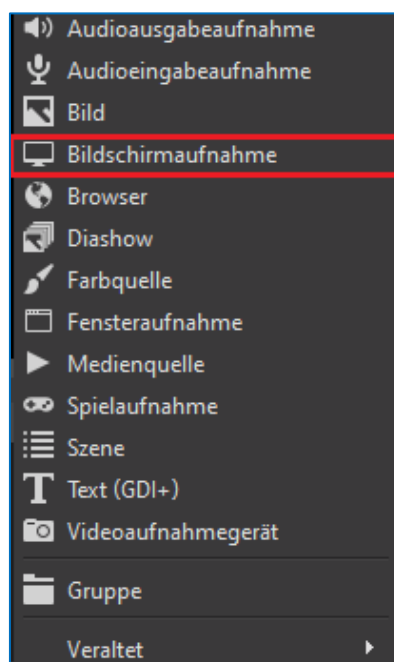 Audioausgabeaufnahme
Audioeingabeaufnahme
Bild
Bildschirmaufnahme
Browser
Diashow
Farbquelle
Fensteraufnahme
Medienquelle
Spielaufnahme
Szene
Text (GDI+)
Videoaufnahmegerät
Gruppe
Veraltet